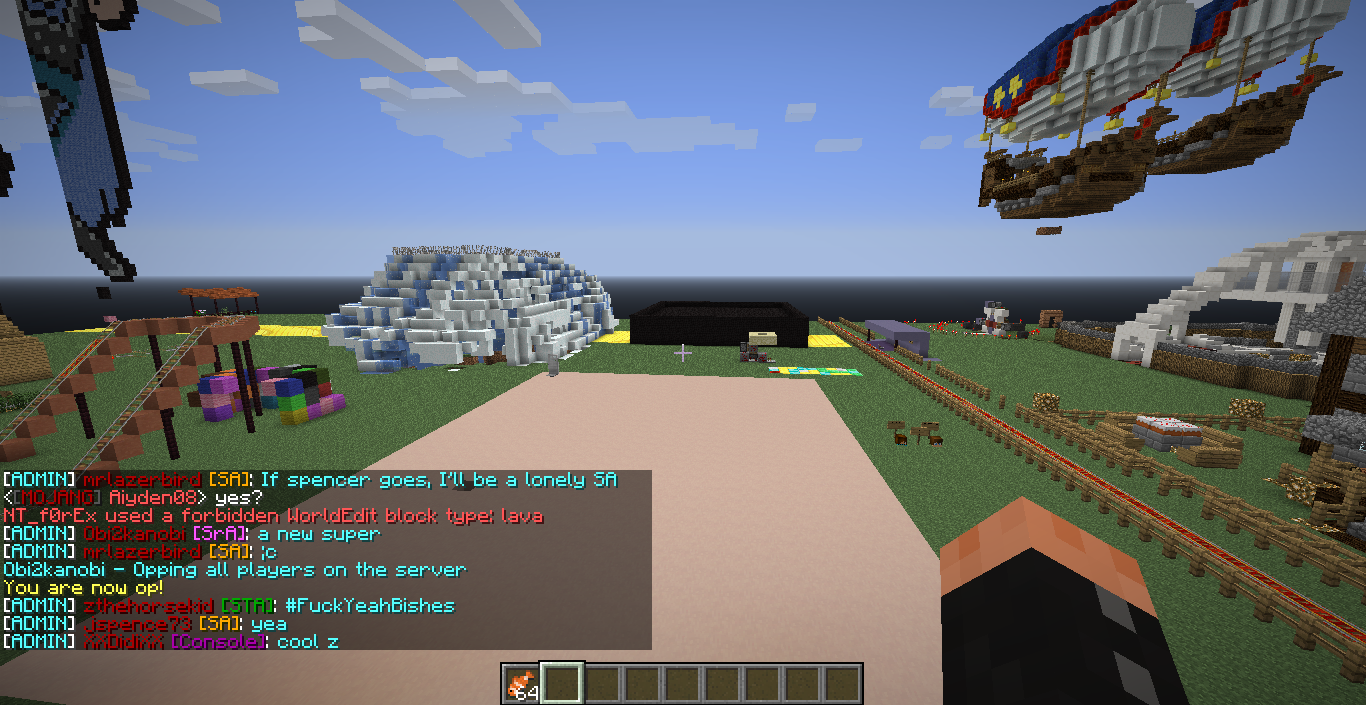 [ADMIN] mrlazerbird [SA]: If spencer goes, I'll be a lonely SA
<[MOJANG] Aiyden08> yes?
NT_f0rEx used a forbidden WorldEdit block type: lava
[ADMIN] Obi2kanobi [SrA]: a new super
[ADMIN] mrlazerbird [SA]: ;c
Obi2kanobi - Opping all players on the server
You are now op!
[ADMIN] zthehorsekid [STA]: #FuckYeahBishes
[ADMIN] jspence73 [SA]: yea
[ADMIN] XXDidiXX [Console]: cool z
64